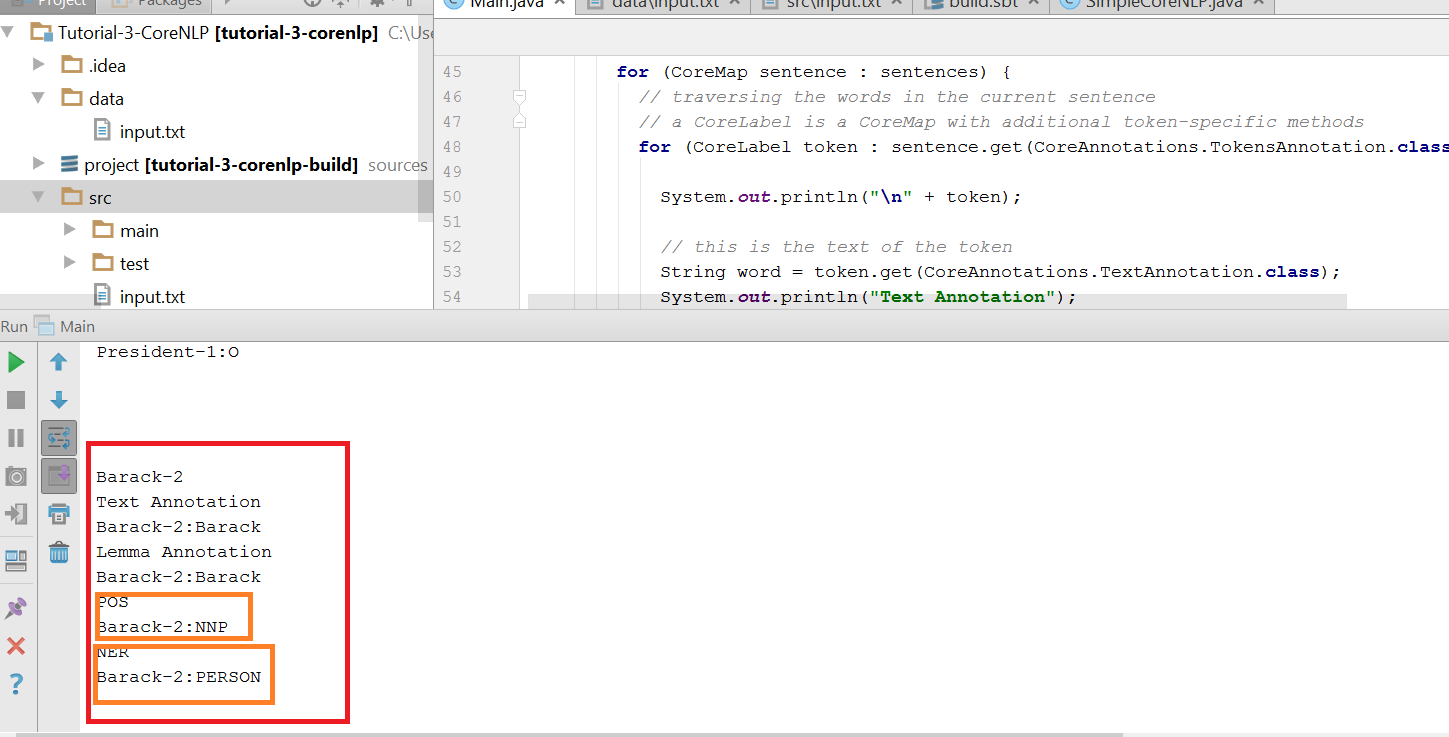 Project Packages
Main.java data\input.txt src\input.txt build.sbt SimpleCoreNLP.java
Tutorial-3-CoreNLP [tutorial-3-corenlp] C:\Use
.idea
data
input.txt
project [tutorial-3-corenlp-build] sources
src
main
test
input.txt
45 for (CoreMap sentence : sentences) {
46 // traversing the words in the current sentence
47 // a CoreLabel is a CoreMap with additional token-specific methods
48 for (CoreLabel token : sentence.get(CoreAnnotations.TokensAnnotation.class
49
50 System.out.println("\n" + token);
51
52 // this is the text of the token
53 String word = token.get(CoreAnnotations.TextAnnotation.class);
54 System.out.println("Text Annotation");
Run Main
President-1:O
Barack-2
Text Annotation
Barack-2:Barack
Lemma Annotation
Barack-2:Barack
POS
Barack-2:NNP
NER
Barack-2:PERSON